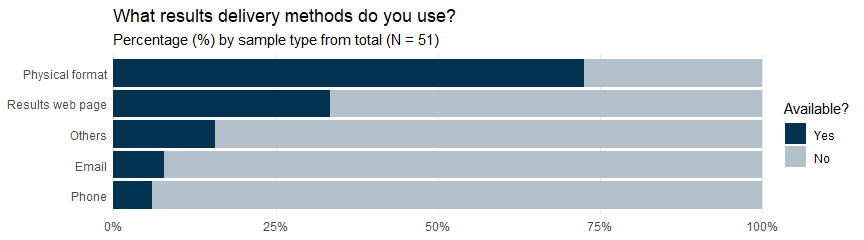 What results delivery methods do you use?
Percentage (%) by sample type from total (N = 51)
Physical format
Results web page
Others
Email
Phone
0%
25%
50%
75%
100%
Available?
Yes
No